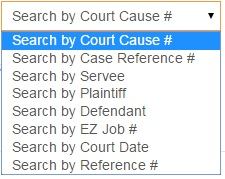 Search by Court Cause #
Search by Court Cause #
Search by Case Reference #
Search by Servee
Search by Plaintiff
Search by Defendant
Search by EZ Job #
Search by Court Date
Search by Reference #